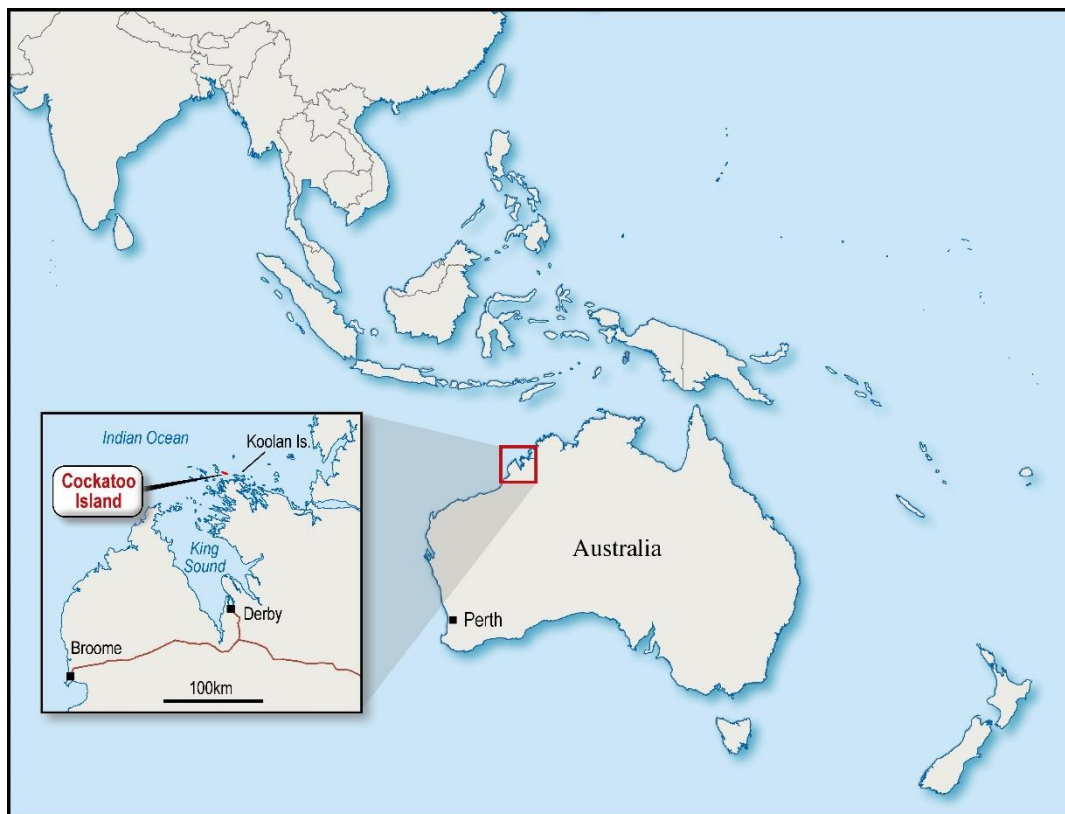 Indian Ocean
Koolan Is.
Cockatoo
Island
King
Sound
Derby
Broome
100km
Australia
Perth